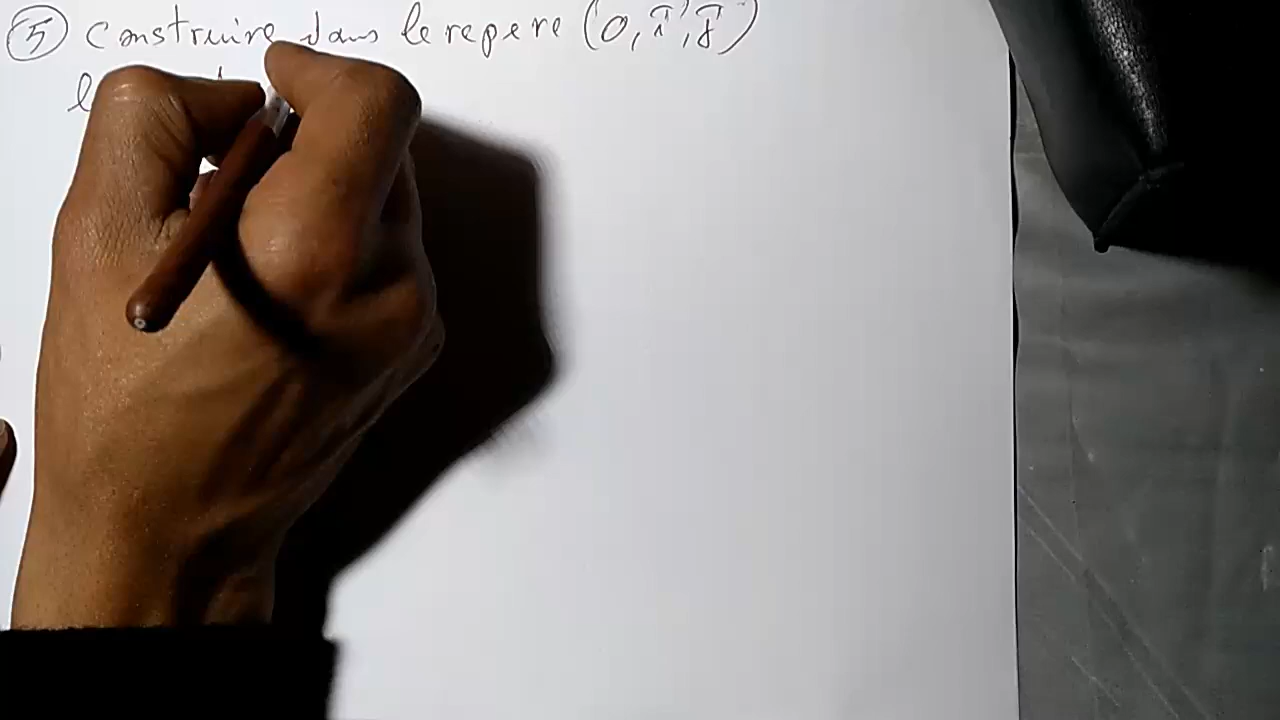 ⑤ Construire dans le repere (O, i⃗, j⃗)